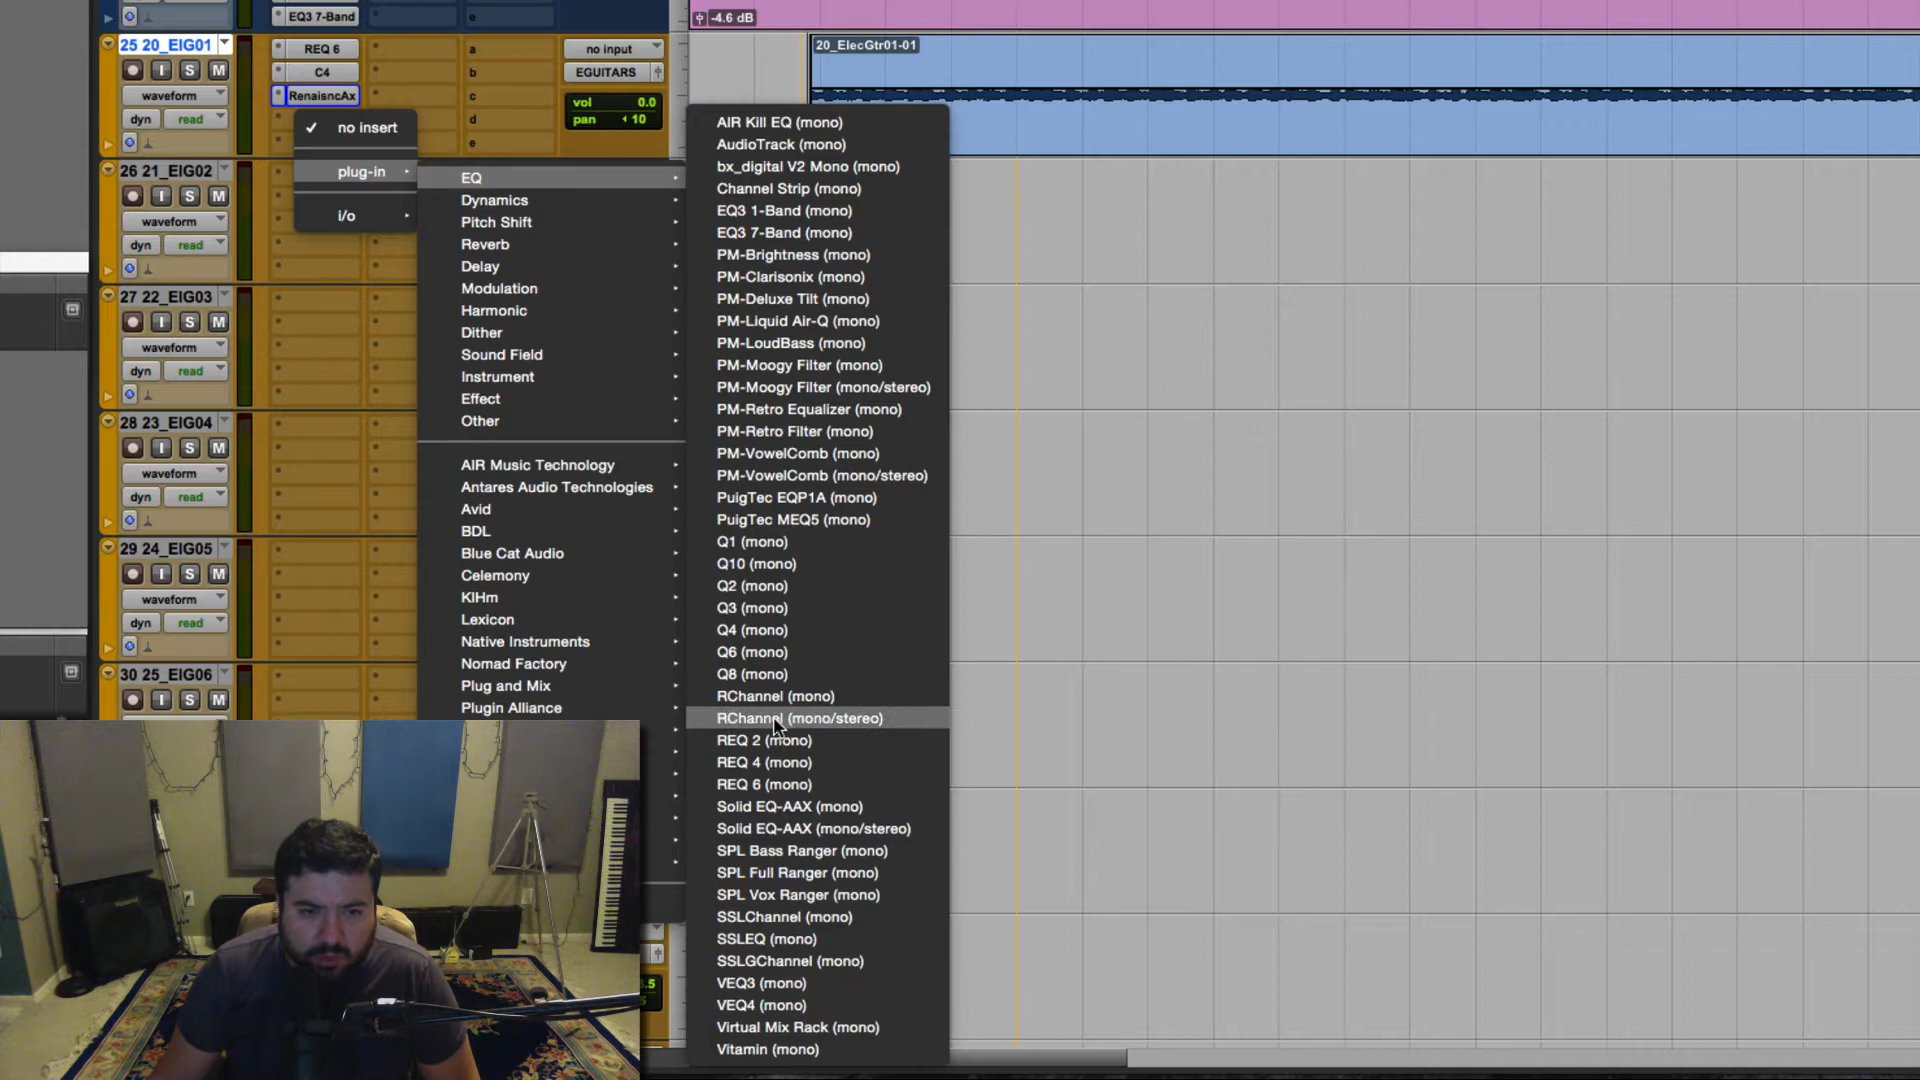 EQ3 7-Band
e
-4.6 dB
25 20_EIG01
REQ 6
a
no input
20_ElecGtr01-01
I S M
C4
b
EGUITARS
waveform
RenaisncAx
c
vol 0.0
dyn read
d
pan 10
e
no insert
plug-in
i/o
26 21_EIG02
I S M
waveform
dyn read
27 22_EIG03
I S M
waveform
dyn read
28 23_EIG04
I S M
waveform
dyn read
29 24_EIG05
I S M
waveform
dyn read
30 25_EIG06
I S M
EQ
Dynamics
Pitch Shift
Reverb
Delay
Modulation
Harmonic
Dither
Sound Field
Instrument
Effect
Other
AIR Music Technology
Antares Audio Technologies
Avid
BDL
Blue Cat Audio
Celemony
KlHm
Lexicon
Native Instruments
Nomad Factory
Plug and Mix
Plugin Alliance
AIR Kill EQ (mono)
AudioTrack (mono)
bx_digital V2 Mono (mono)
Channel Strip (mono)
EQ3 1-Band (mono)
EQ3 7-Band (mono)
PM-Brightness (mono)
PM-Clarisonix (mono)
PM-Deluxe Tilt (mono)
PM-Liquid Air-Q (mono)
PM-LoudBass (mono)
PM-Moogy Filter (mono)
PM-Moogy Filter (mono/stereo)
PM-Retro Equalizer (mono)
PM-Retro Filter (mono)
PM-VowelComb (mono)
PM-VowelComb (mono/stereo)
PuigTec EQP1A (mono)
PuigTec MEQ5 (mono)
Q1 (mono)
Q10 (mono)
Q2 (mono)
Q3 (mono)
Q4 (mono)
Q6 (mono)
Q8 (mono)
RChannel (mono)
RChannel (mono/stereo)
REQ 2 (mono)
REQ 4 (mono)
REQ 6 (mono)
Solid EQ-AAX (mono)
Solid EQ-AAX (mono/stereo)
SPL Bass Ranger (mono)
SPL Full Ranger (mono)
SPL Vox Ranger (mono)
SSLChannel (mono)
SSLEQ (mono)
SSLGChannel (mono)
VEQ3 (mono)
VEQ4 (mono)
Virtual Mix Rack (mono)
Vitamin (mono)
Roland